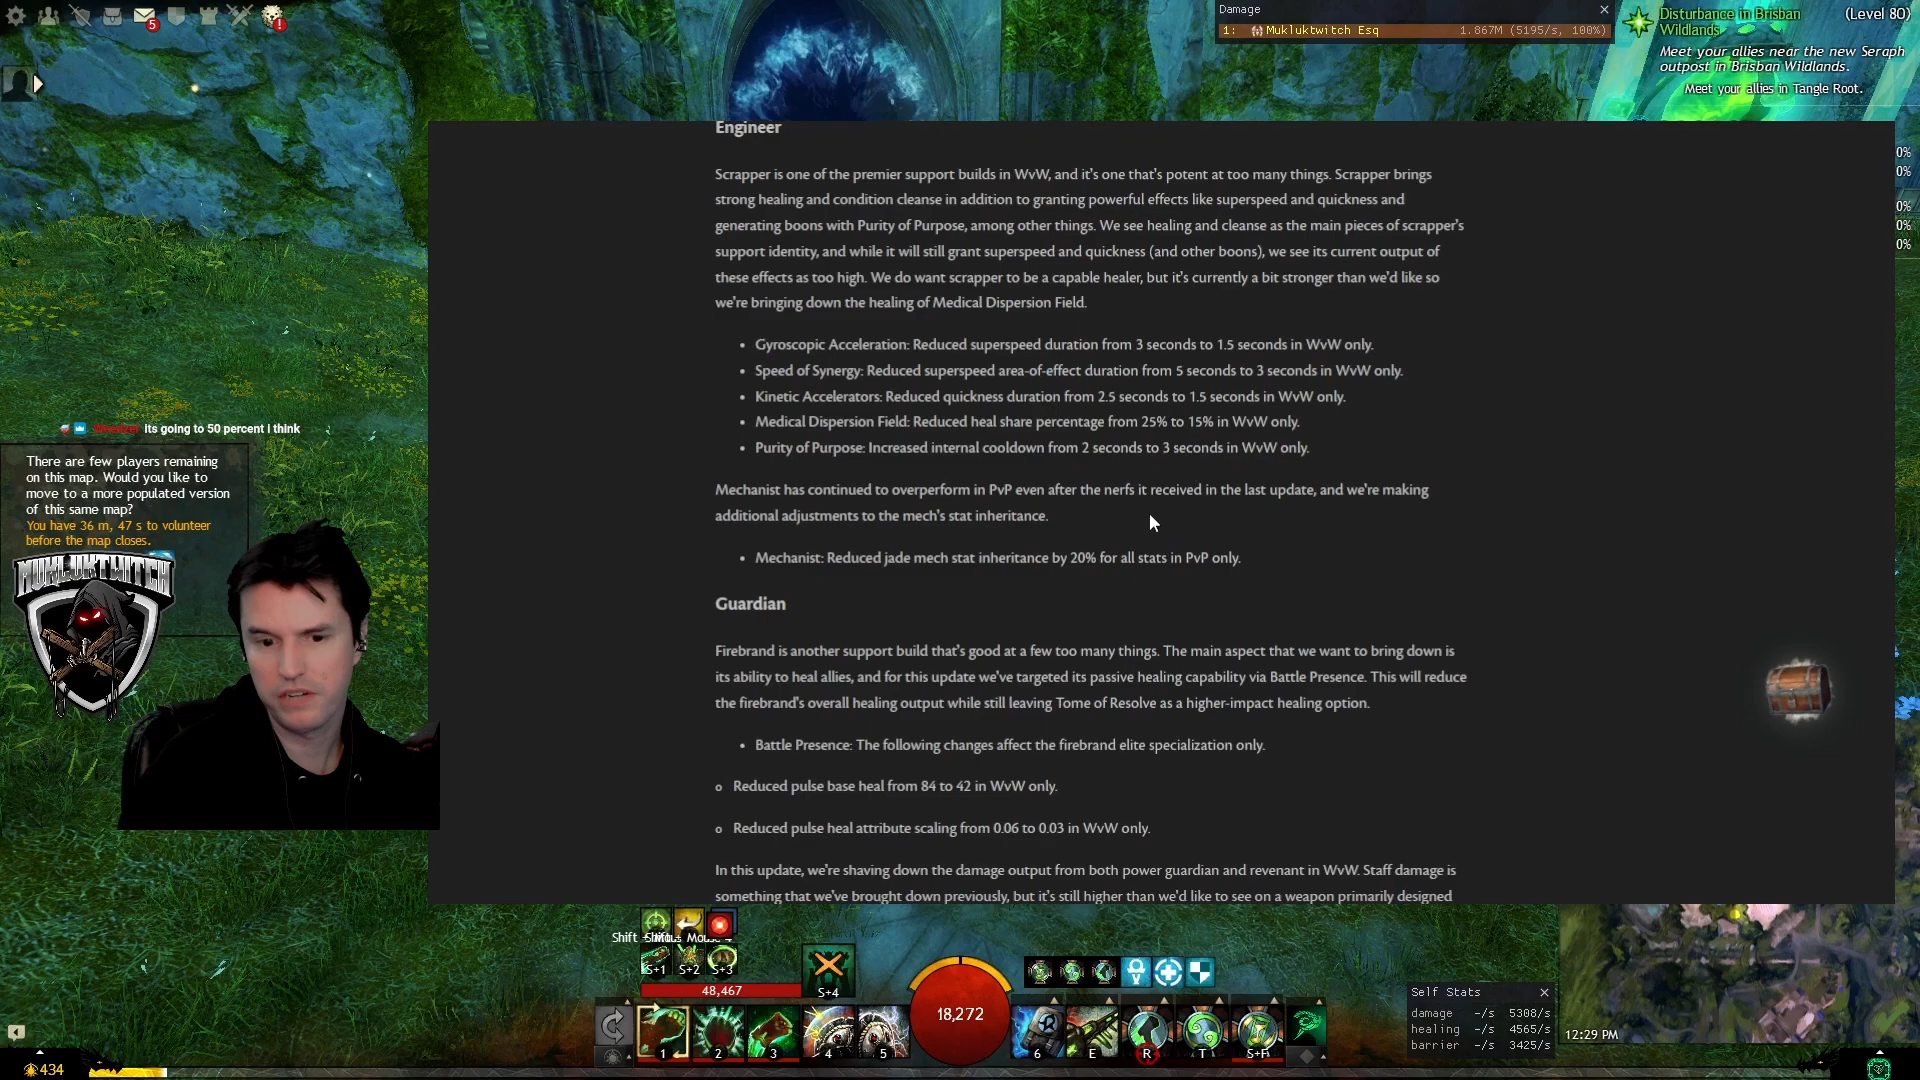 5
Damage
1: Mukluktwitch Esq 1.867M (5195/s, 100%)
Disturbance in Brisban Wildlands (Level 80)
Meet your allies near the new Seraph
outpost in Brisban Wildlands.
Meet your allies in Tangle Root.
0%
0%
0%
0%
0%
Engineer
Scrapper is one of the premier support builds in WvW, and it's one that's potent at too many things. Scrapper brings
strong healing and condition cleanse in addition to granting powerful effects like superspeed and quickness and
generating boons with Purity of Purpose, among other things. We see healing and cleanse as the main pieces of scrapper's
support identity, and while it will still grant superspeed and quickness (and other boons), we see its current output of
these effects as too high. We do want scrapper to be a capable healer, but it's currently a bit stronger than we'd like so
we're bringing down the healing of Medical Dispersion Field.
• Gyroscopic Acceleration: Reduced superspeed duration from 3 seconds to 1.5 seconds in WvW only.
• Speed of Synergy: Reduced superspeed area-of-effect duration from 5 seconds to 3 seconds in WvW only.
• Kinetic Accelerators: Reduced quickness duration from 2.5 seconds to 1.5 seconds in WvW only.
• Medical Dispersion Field: Reduced heal share percentage from 25% to 15% in WvW only.
• Purity of Purpose: Increased internal cooldown from 2 seconds to 3 seconds in WvW only.
Mechanist has continued to overperform in PvP even after the nerfs it received in the last update, and we're making
additional adjustments to the mech's stat inheritance.
• Mechanist: Reduced jade mech stat inheritance by 20% for all stats in PvP only.
Guardian
Firebrand is another support build that's good at a few too many things. The main aspect that we want to bring down is
its ability to heal allies, and for this update we've targeted its passive healing capability via Battle Presence. This will reduce
the firebrand's overall healing output while still leaving Tome of Resolve as a higher-impact healing option.
• Battle Presence: The following changes affect the firebrand elite specialization only.
o Reduced pulse base heal from 84 to 42 in WvW only.
o Reduced pulse heal attribute scaling from 0.06 to 0.03 in WvW only.
In this update, we're shaving down the damage output from both power guardian and revenant in WvW. Staff damage is
something that we've brought down previously, but it's still higher than we'd like to see on a weapon primarily designed
Its going to 50 percent I think
There are few players remaining
on this map. Would you like to
move to a more populated version
of this same map?
You have 36 m, 47 s to volunteer
before the map closes.
MUKLUKTWITCH
Shift
S+1 S+2 S+3
S+4
48,467
18,272
1 2 3 4 5
6 E R T S+F
Self Stats
damage -/s 5308/s
healing -/s 4565/s
barrier -/s 3425/s
12:29 PM
434